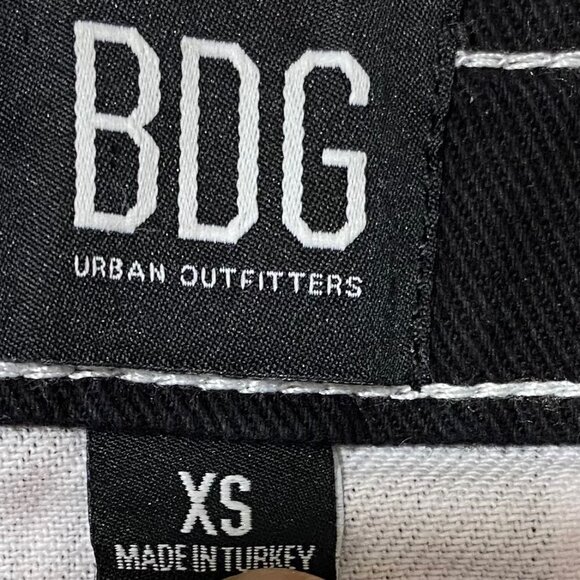 BDG
URBAN OUTFITTERS
XS
MADE IN TURKEY